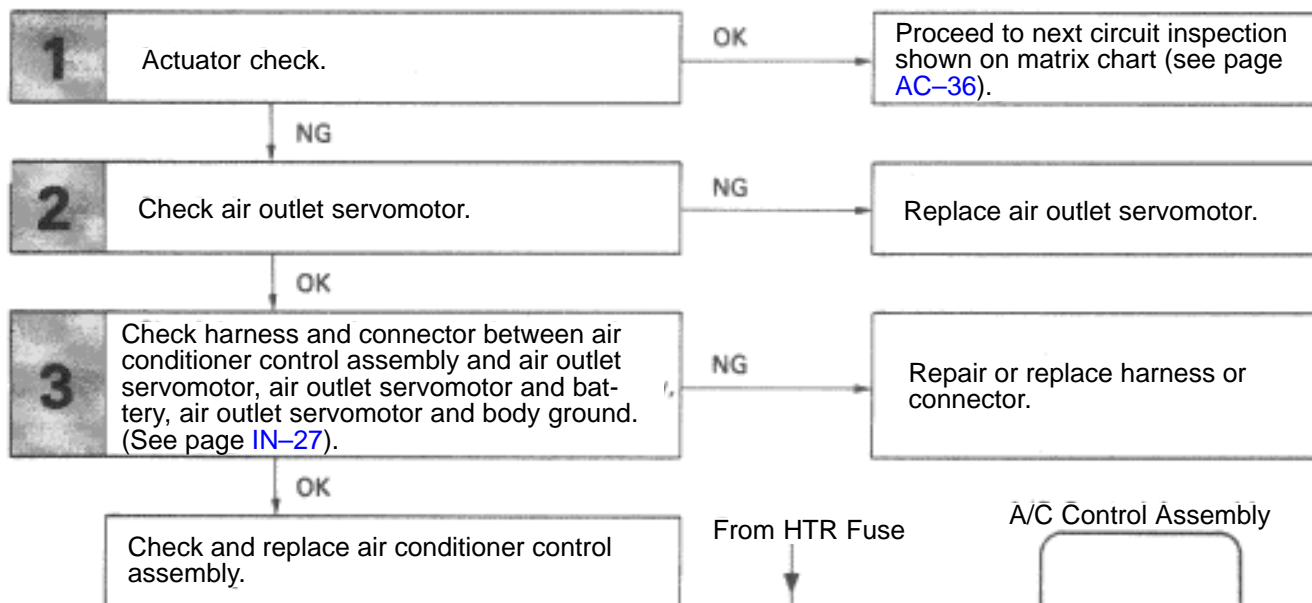 1
Actuator check.
OK
Proceed to next circuit inspection
shown on matrix chart (see page
AC–36).
NG
2
Check air outlet servomotor.
NG
Replace air outlet servomotor.
OK
3
Check harness and connector between air
conditioner control assembly and air outlet
servomotor, air outlet servomotor and bat-
tery, air outlet servomotor and body ground.
(See page IN–27).
NG
Repair or replace harness or
connector.
OK
Check and replace air conditioner control
assembly.
From HTR Fuse
A/C Control Assembly